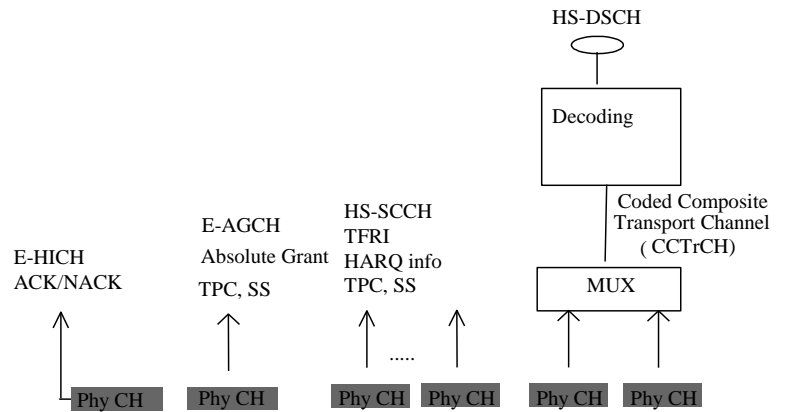 HS-DSCH
Decoding
Coded Composite
Transport Channel
( CCTrCH)
MUX
HS-SCCH
TFRI
HARQ info
TPC, SS
E-AGCH
Absolute Grant
TPC, SS
E-HICH
ACK/NACK
.....
Phy CH
Phy CH
Phy CH
Phy CH
Phy CH
Phy CH